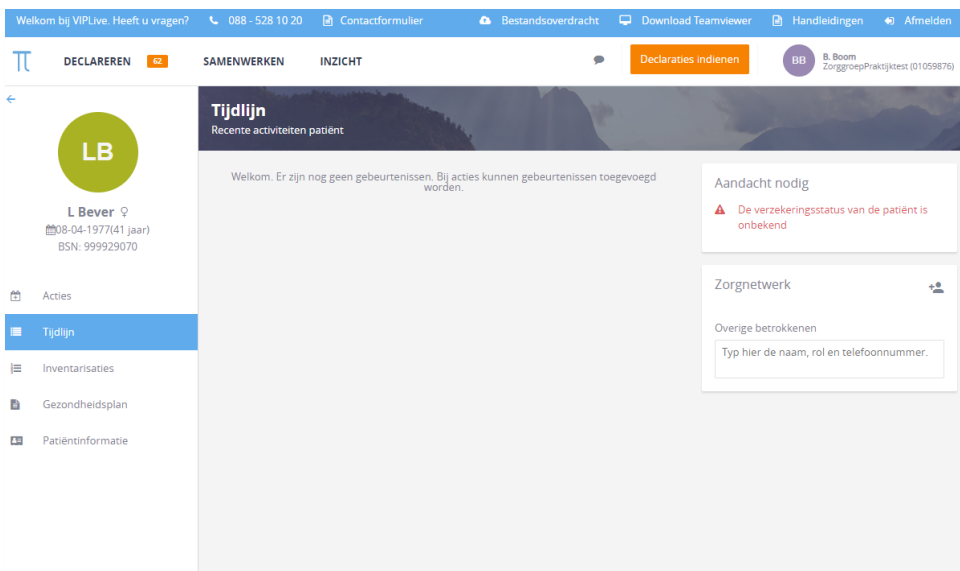 Welkom bij VIPLive. Heeft u vragen? 088 - 528 10 20 Contactformulier Bestandsoverdracht Download Teamviewer Handleidingen Afmelden
DECLAREREN 62 SAMENWERKEN INZICHT Declaraties indienen BB B. Boom
ZorggroepPraktijktest (01059876)
LB
L Bever ♀
08-04-1977(41 jaar)
BSN: 999929070
Acties
Tijdlijn
Inventarisaties
Gezondheidsplan
Patiëntinformatie
Tijdlijn
Recente activiteiten patiënt
Welkom. Er zijn nog geen gebeurtenissen. Bij acties kunnen gebeurtenissen toegevoegd
worden.
Aandacht nodig
De verzekeringsstatus van de patiënt is
onbekend
Zorgnetwerk
Overige betrokkenen
Typ hier de naam, rol en telefoonnummer.